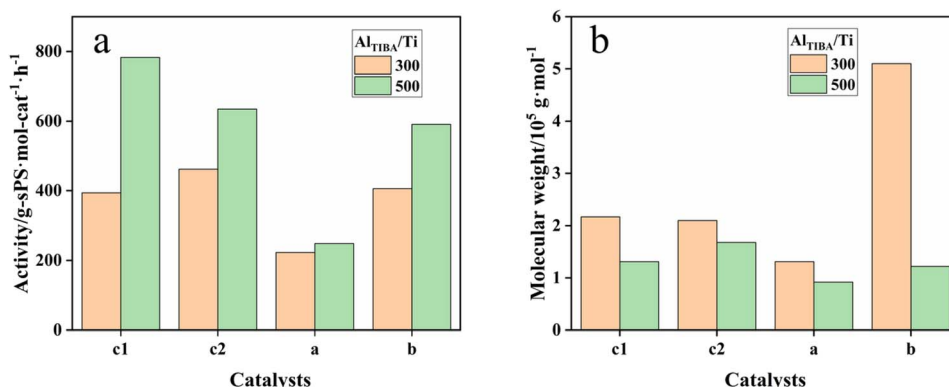 a
Al_TIBA/Ti
300
500
800
600
400
200
0
Activity/g-sPS·mol-cat⁻¹·h⁻¹
c1 c2 a b
Catalysts
b
Al_TIBA/Ti
300
500
6
5
4
3
2
1
0
Molecular weight/10⁵ g·mol⁻¹
c1 c2 a b
Catalysts